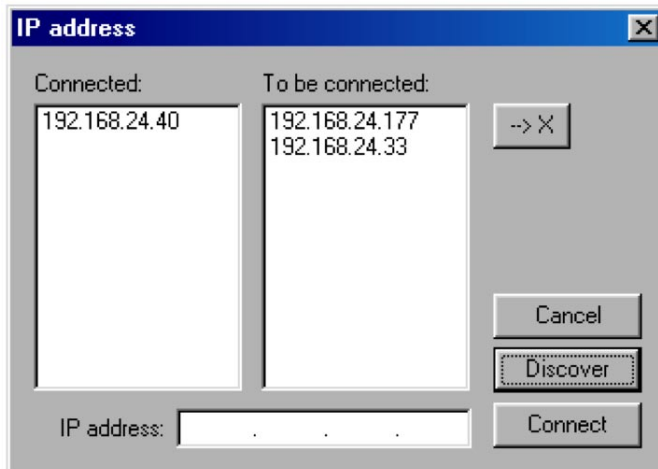 IP address
Connected:
To be connected:
192.168.24.40
192.168.24.177
192.168.24.33
--> X
Cancel
Discover
IP address: . . .
Connect